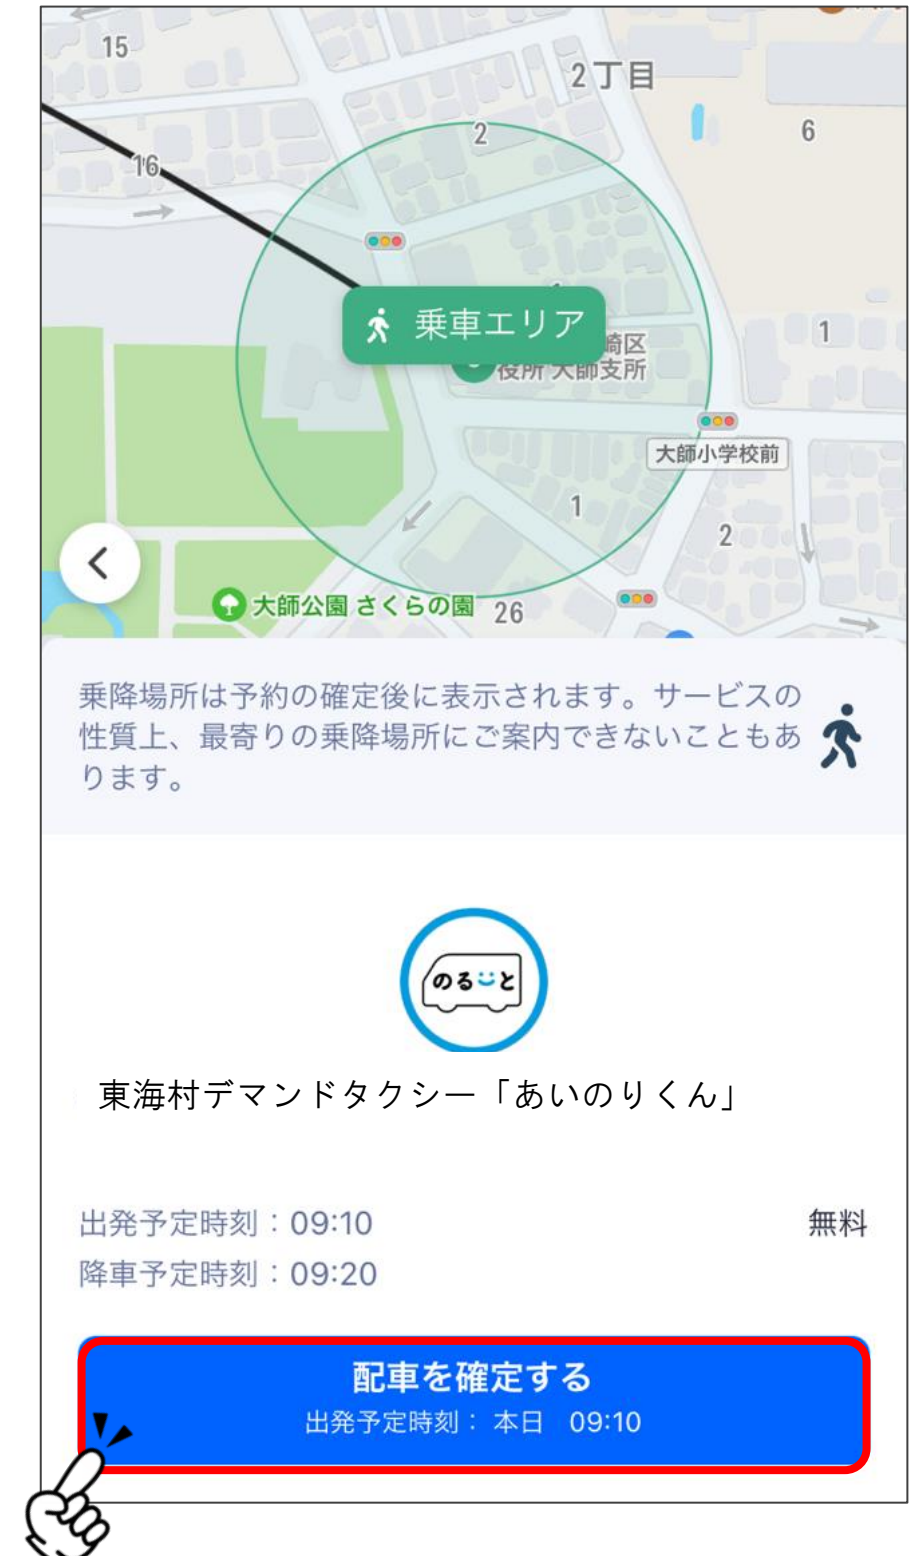 15
2丁目
2
6
16
乗車エリア
1
崎区
役所 大師支所
大師小学校前
1
2
大師公園 さくらの園
26
乗降場所は予約の確定後に表示されます。サービスの
性質上、最寄りの乗降場所にご案内できないこともあ
ります。
のるーと
東海村デマンドタクシー「あいのりくん」
出発予定時刻：09:10
無料
降車予定時刻：09:20
配車を確定する
出発予定時刻： 本日 09:10